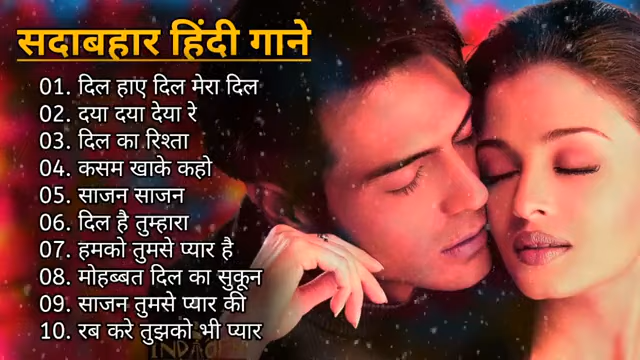 सदाबहार हिंदी गाने
01. दिल हाए दिल मेरा दिल
02. दया दया देया रे
03. दिल का रिश्ता
04. कसम खाके कहो
05. साजन साजन
06. दिल है तुम्हारा
07. हमको तुमसे प्यार है
08. मोहब्बत दिल का सुकून
09. साजन तुमसे प्यार की
10. रब करे तुझको भी प्यार